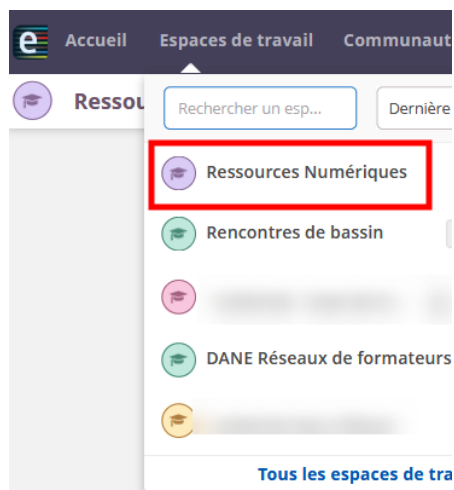 e Accueil Espaces de travail Communaut
Ressou
Rechercher un esp... Dernière
Ressources Numériques
Rencontres de bassin
DANE Réseaux de formateurs
Tous les espaces de tra